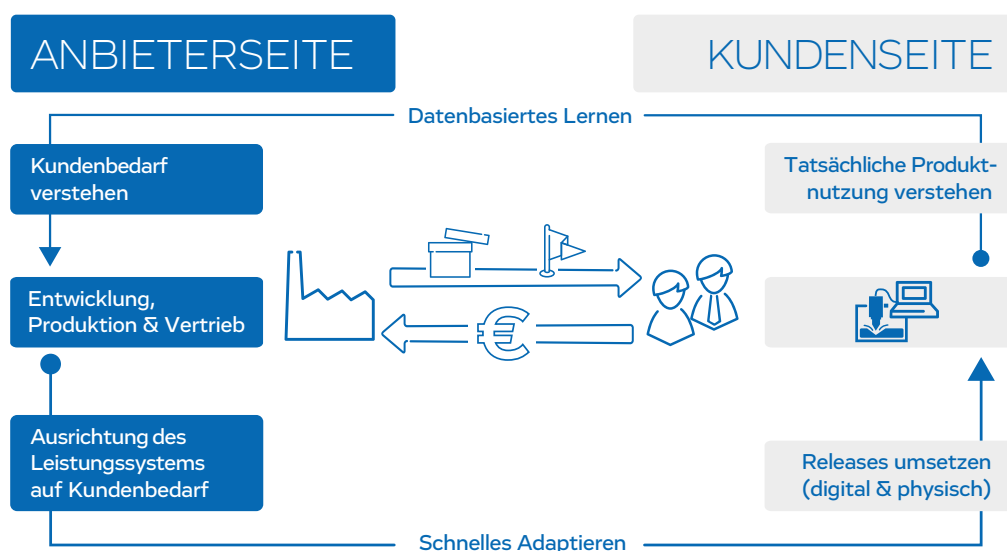 ANBIETERSEITE
KUNDENSEITE
Datenbasiertes Lernen
Kundenbedarf
verstehen
Tatsächliche Produkt-
nutzung verstehen
Entwicklung,
Produktion & Vertrieb
€
Ausrichtung des
Leistungssystems
auf Kundenbedarf
Releases umsetzen
(digital & physisch)
Schnelles Adaptieren